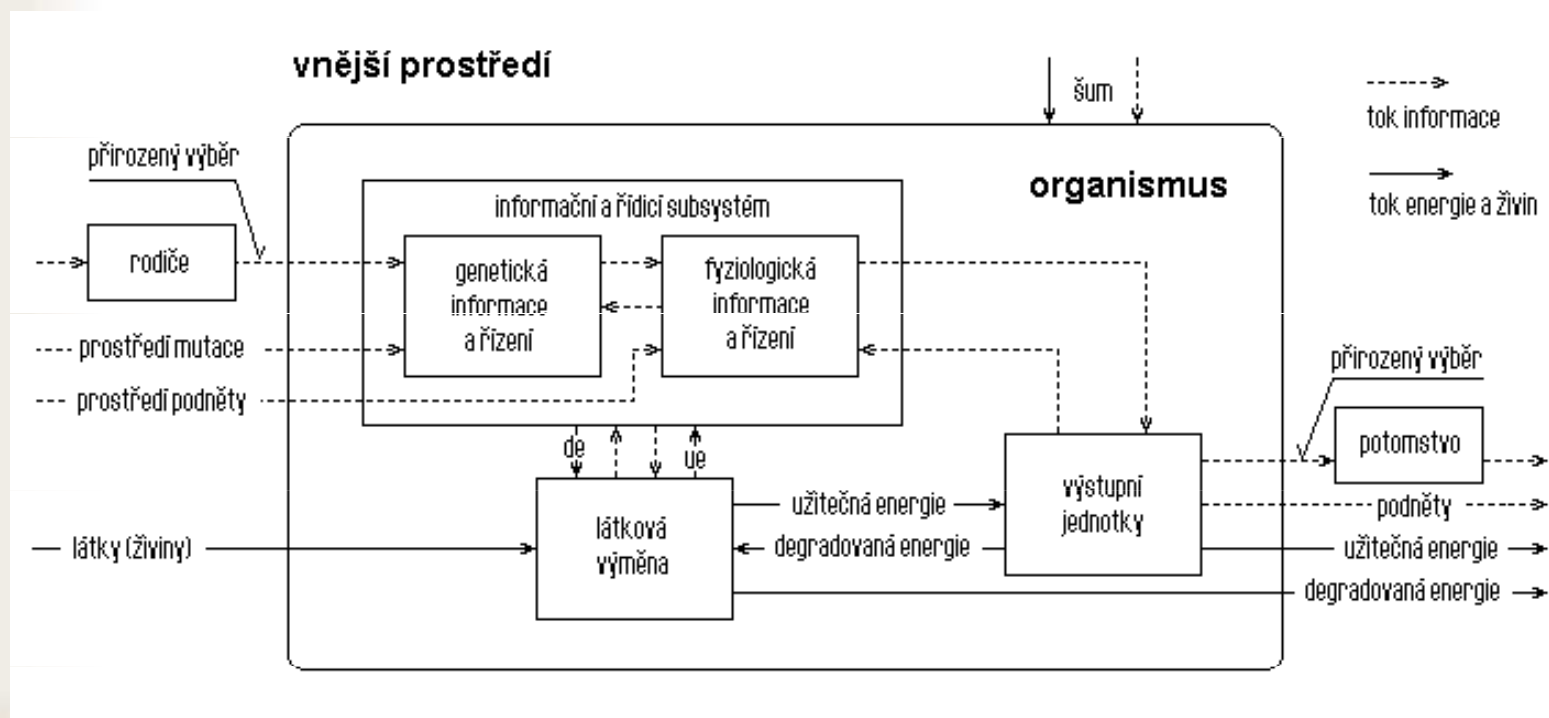 vnější prostředí
šum
tok informace
přirozený výběr
organismus
tok energie a živin
informační a řídicí subsystém
rodiče
genetická
informace
a řízení
fyziologická
informace
a řízení
prostředí mutace
prostředí podněty
přirozený výběr
de
ue
potomstvo
výstupní
jednotky
užitečná energie
podněty
látková
výměna
látky (živiny)
degradovaná energie
užitečná energie
degradovaná energie